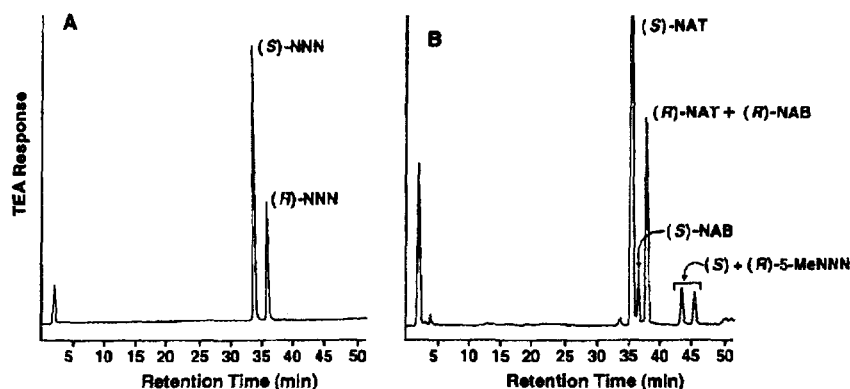 A
(S)-NNN
(R)-NNN
TEA Response
5 10 15 20 25 30 35 40 45 50
Retention Time (min)
B
(S)-NAT
(R)-NAT + (R)-NAB
(S)-NAB
(S) + (R)-5-MeNNN
5 10 15 20 25 30 35 40 45 50
Retention Time (min)